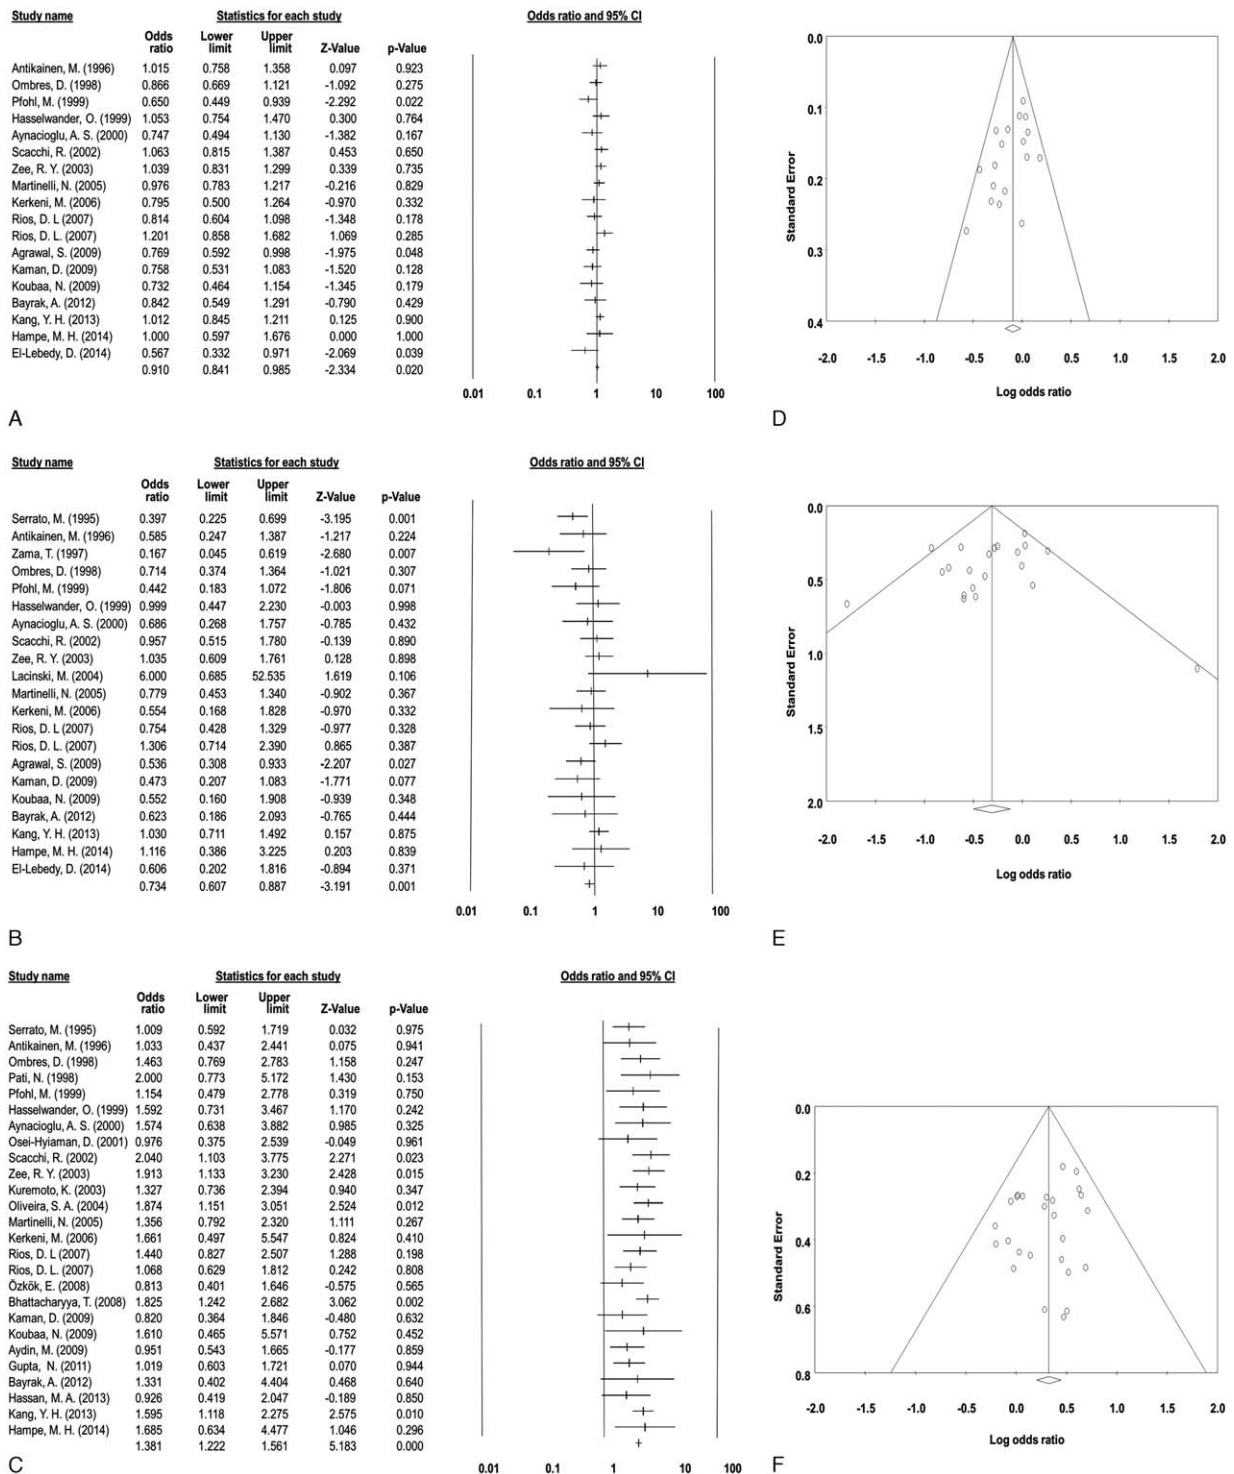 Study name Statistics for each study Odds ratio and 95% CI
Odds ratio Lower limit Upper limit Z-Value p-Value
Antikainen, M. (1996) 1.015 0.758 1.358 0.097 0.923
Ombres, D. (1998) 0.866 0.669 1.121 -1.092 0.275
Pfohl, M. (1999) 0.650 0.449 0.939 -2.292 0.022
Hasselwander, O. (1999) 1.053 0.754 1.470 0.300 0.764
Aynacioglu, A. S. (2000) 0.747 0.494 1.130 -1.382 0.167
Scacchi, R. (2002) 1.063 0.815 1.387 0.453 0.650
Zee, R. Y. (2003) 1.039 0.831 1.299 0.339 0.735
Martinelli, N. (2005) 0.976 0.783 1.217 -0.216 0.829
Kerkeni, M. (2006) 0.795 0.500 1.264 -0.970 0.332
Rios, D. L (2007) 0.814 0.604 1.098 -1.348 0.178
Rios, D. L. (2007) 1.201 0.858 1.682 1.069 0.285
Agrawal, S. (2009) 0.769 0.592 0.998 -1.975 0.048
Kaman, D. (2009) 0.758 0.531 1.083 -1.520 0.128
Koubaa, N. (2009) 0.732 0.464 1.154 -1.345 0.179
Bayrak, A. (2012) 0.842 0.549 1.291 -0.790 0.429
Kang, Y. H. (2013) 1.012 0.845 1.211 0.125 0.900
Hampe, M. H. (2014) 1.000 0.597 1.676 0.000 1.000
El-Lebedy, D. (2014) 0.567 0.332 0.971 -2.069 0.039
0.910 0.841 0.985 -2.334 0.020
0.01 0.1 1 10 100
A
0.0
0.1
0.2
0.3
0.4
Standard Error
-2.0 -1.5 -1.0 -0.5 0.0 0.5 1.0 1.5 2.0
Log odds ratio
D
Study name Statistics for each study Odds ratio and 95% CI
Odds ratio Lower limit Upper limit Z-Value p-Value
Serrato, M. (1995) 0.397 0.225 0.699 -3.195 0.001
Antikainen, M. (1996) 0.585 0.247 1.387 -1.217 0.224
Zama, T. (1997) 0.167 0.045 0.619 -2.680 0.007
Ombres, D. (1998) 0.714 0.374 1.364 -1.021 0.307
Pfohl, M. (1999) 0.442 0.183 1.072 -1.806 0.071
Hasselwander, O. (1999) 0.999 0.447 2.230 -0.003 0.998
Aynacioglu, A. S. (2000) 0.686 0.268 1.757 -0.785 0.432
Scacchi, R. (2002) 0.957 0.515 1.780 -0.139 0.890
Zee, R. Y. (2003) 1.035 0.609 1.761 0.128 0.898
Lacinski, M. (2004) 6.000 0.685 52.535 1.619 0.106
Martinelli, N. (2005) 0.779 0.453 1.340 -0.902 0.367
Kerkeni, M. (2006) 0.554 0.168 1.828 -0.970 0.332
Rios, D. L (2007) 0.754 0.428 1.329 -0.977 0.328
Rios, D. L. (2007) 1.306 0.714 2.390 0.865 0.387
Agrawal, S. (2009) 0.536 0.308 0.933 -2.207 0.027
Kaman, D. (2009) 0.473 0.207 1.083 -1.771 0.077
Koubaa, N. (2009) 0.552 0.160 1.908 -0.939 0.348
Bayrak, A. (2012) 0.623 0.186 2.093 -0.765 0.444
Kang, Y. H. (2013) 1.030 0.711 1.492 0.157 0.875
Hampe, M. H. (2014) 1.116 0.386 3.225 0.203 0.839
El-Lebedy, D. (2014) 0.606 0.202 1.816 -0.894 0.371
0.734 0.607 0.887 -3.191 0.001
0.01 0.1 1 10 100
B
0.0
0.5
1.0
1.5
2.0
Standard Error
-2.0 -1.5 -1.0 -0.5 0.0 0.5 1.0 1.5 2.0
Log odds ratio
E
Study name Statistics for each study Odds ratio and 95% CI
Odds ratio Lower limit Upper limit Z-Value p-Value
Serrato, M. (1995) 1.009 0.592 1.719 0.032 0.975
Antikainen, M. (1996) 1.033 0.437 2.441 0.075 0.941
Ombres, D. (1998) 1.463 0.769 2.783 1.158 0.247
Pati, N. (1998) 2.000 0.773 5.172 1.430 0.153
Pfohl, M. (1999) 1.154 0.479 2.778 0.319 0.750
Hasselwander, O. (1999) 1.592 0.731 3.467 1.170 0.242
Aynacioglu, A. S. (2000) 1.574 0.638 3.882 0.985 0.325
Osei-Hyiaman, D. (2001) 0.976 0.375 2.539 -0.049 0.961
Scacchi, R. (2002) 2.040 1.103 3.775 2.271 0.023
Zee, R. Y. (2003) 1.913 1.133 3.230 2.428 0.015
Kuremoto, K. (2003) 1.327 0.736 2.394 0.940 0.347
Oliveira, S. A. (2004) 1.874 1.151 3.051 2.524 0.012
Martinelli, N. (2005) 1.356 0.792 2.320 1.111 0.267
Kerkeni, M. (2006) 1.661 0.497 5.547 0.824 0.410
Rios, D. L (2007) 1.440 0.827 2.507 1.288 0.198
Rios, D. L. (2007) 1.068 0.629 1.812 0.242 0.808
Özkök, E. (2008) 0.813 0.401 1.646 -0.575 0.565
Bhattacharyya, T. (2008) 1.825 1.242 2.682 3.062 0.002
Kaman, D. (2009) 0.820 0.364 1.846 -0.480 0.632
Koubaa, N. (2009) 1.610 0.465 5.571 0.752 0.452
Aydin, M. (2009) 0.951 0.543 1.665 -0.177 0.859
Gupta, N. (2011) 1.019 0.603 1.721 0.070 0.944
Bayrak, A. (2012) 1.331 0.402 4.404 0.468 0.640
Hassan, M. A. (2013) 0.926 0.419 2.047 -0.189 0.850
Kang, Y. H. (2013) 1.595 1.118 2.275 2.575 0.010
Hampe, M. H. (2014) 1.685 0.634 4.477 1.046 0.296
1.381 1.222 1.561 5.183 0.000
0.01 0.1 1 10 100
C
0.0
0.2
0.4
0.6
0.8
Standard Error
-2.0 -1.5 -1.0 -0.5 0.0 0.5 1.0 1.5 2.0
Log odds ratio
F